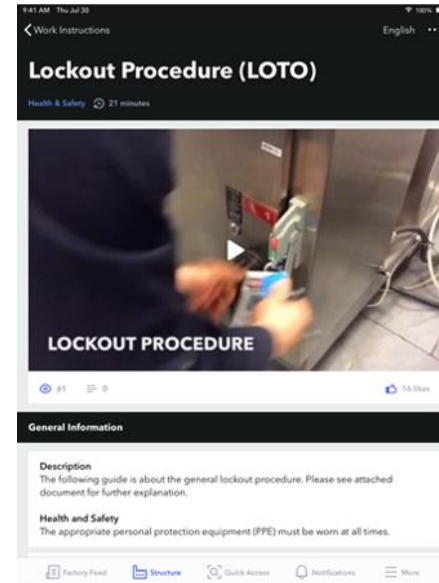 9:41 AM Thu Jul 30
100%
Work Instructions
English
Lockout Procedure (LOTO)
Health & Safety 21 minutes
LOCKOUT PROCEDURE
61 0 16 likes
General Information
Description
The following guide is about the general lockout procedure. Please see attached
document for further explanation.
Health and Safety
The appropriate personal protection equipment (PPE) must be worn at all times.
Factory Feed Structure Quick Access Notifications More